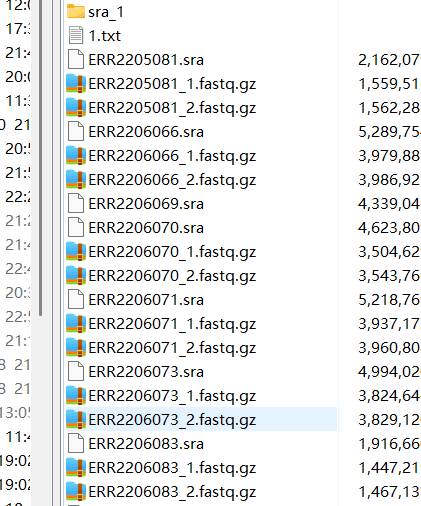 12:0 sra_1
17:3 1.txt
21:4 ERR2205081.sra 2,162,07
20:0 ERR2205081_1.fastq.gz 1,559,51
11:3 ERR2205081_2.fastq.gz 1,562,28
0 21 ERR2206066.sra 5,289,75
20:5 ERR2206066_1.fastq.gz 3,979,88
21:5 ERR2206066_2.fastq.gz 3,986,92
22:2 ERR2206069.sra 4,339,04
21:2 ERR2206070.sra 4,623,80
21:4 ERR2206070_1.fastq.gz 3,504,62
22:4 ERR2206070_2.fastq.gz 3,543,76
20:3 ERR2206071.sra 5,218,76
22:5 ERR2206071_1.fastq.gz 3,937,17
21:1 ERR2206071_2.fastq.gz 3,960,80
8 21 ERR2206073.sra 4,994,02
8 21 ERR2206073_1.fastq.gz 3,824,64
13:05 ERR2206073_2.fastq.gz 3,829,12
11:4 ERR2206083.sra 1,916,66
19:02 ERR2206083_1.fastq.gz 1,447,21
19:02 ERR2206083_2.fastq.gz 1,467,13